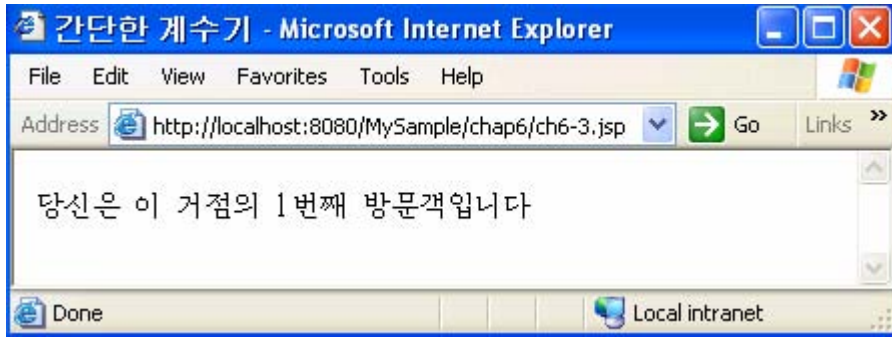 간단한 계수기 - Microsoft Internet Explorer
File Edit View Favorites Tools Help
Address http://localhost:8080/MySample/chap6/ch6-3.jsp Go Links »
당신은 이 거점의 1번째 방문객입니다
Done Local intranet